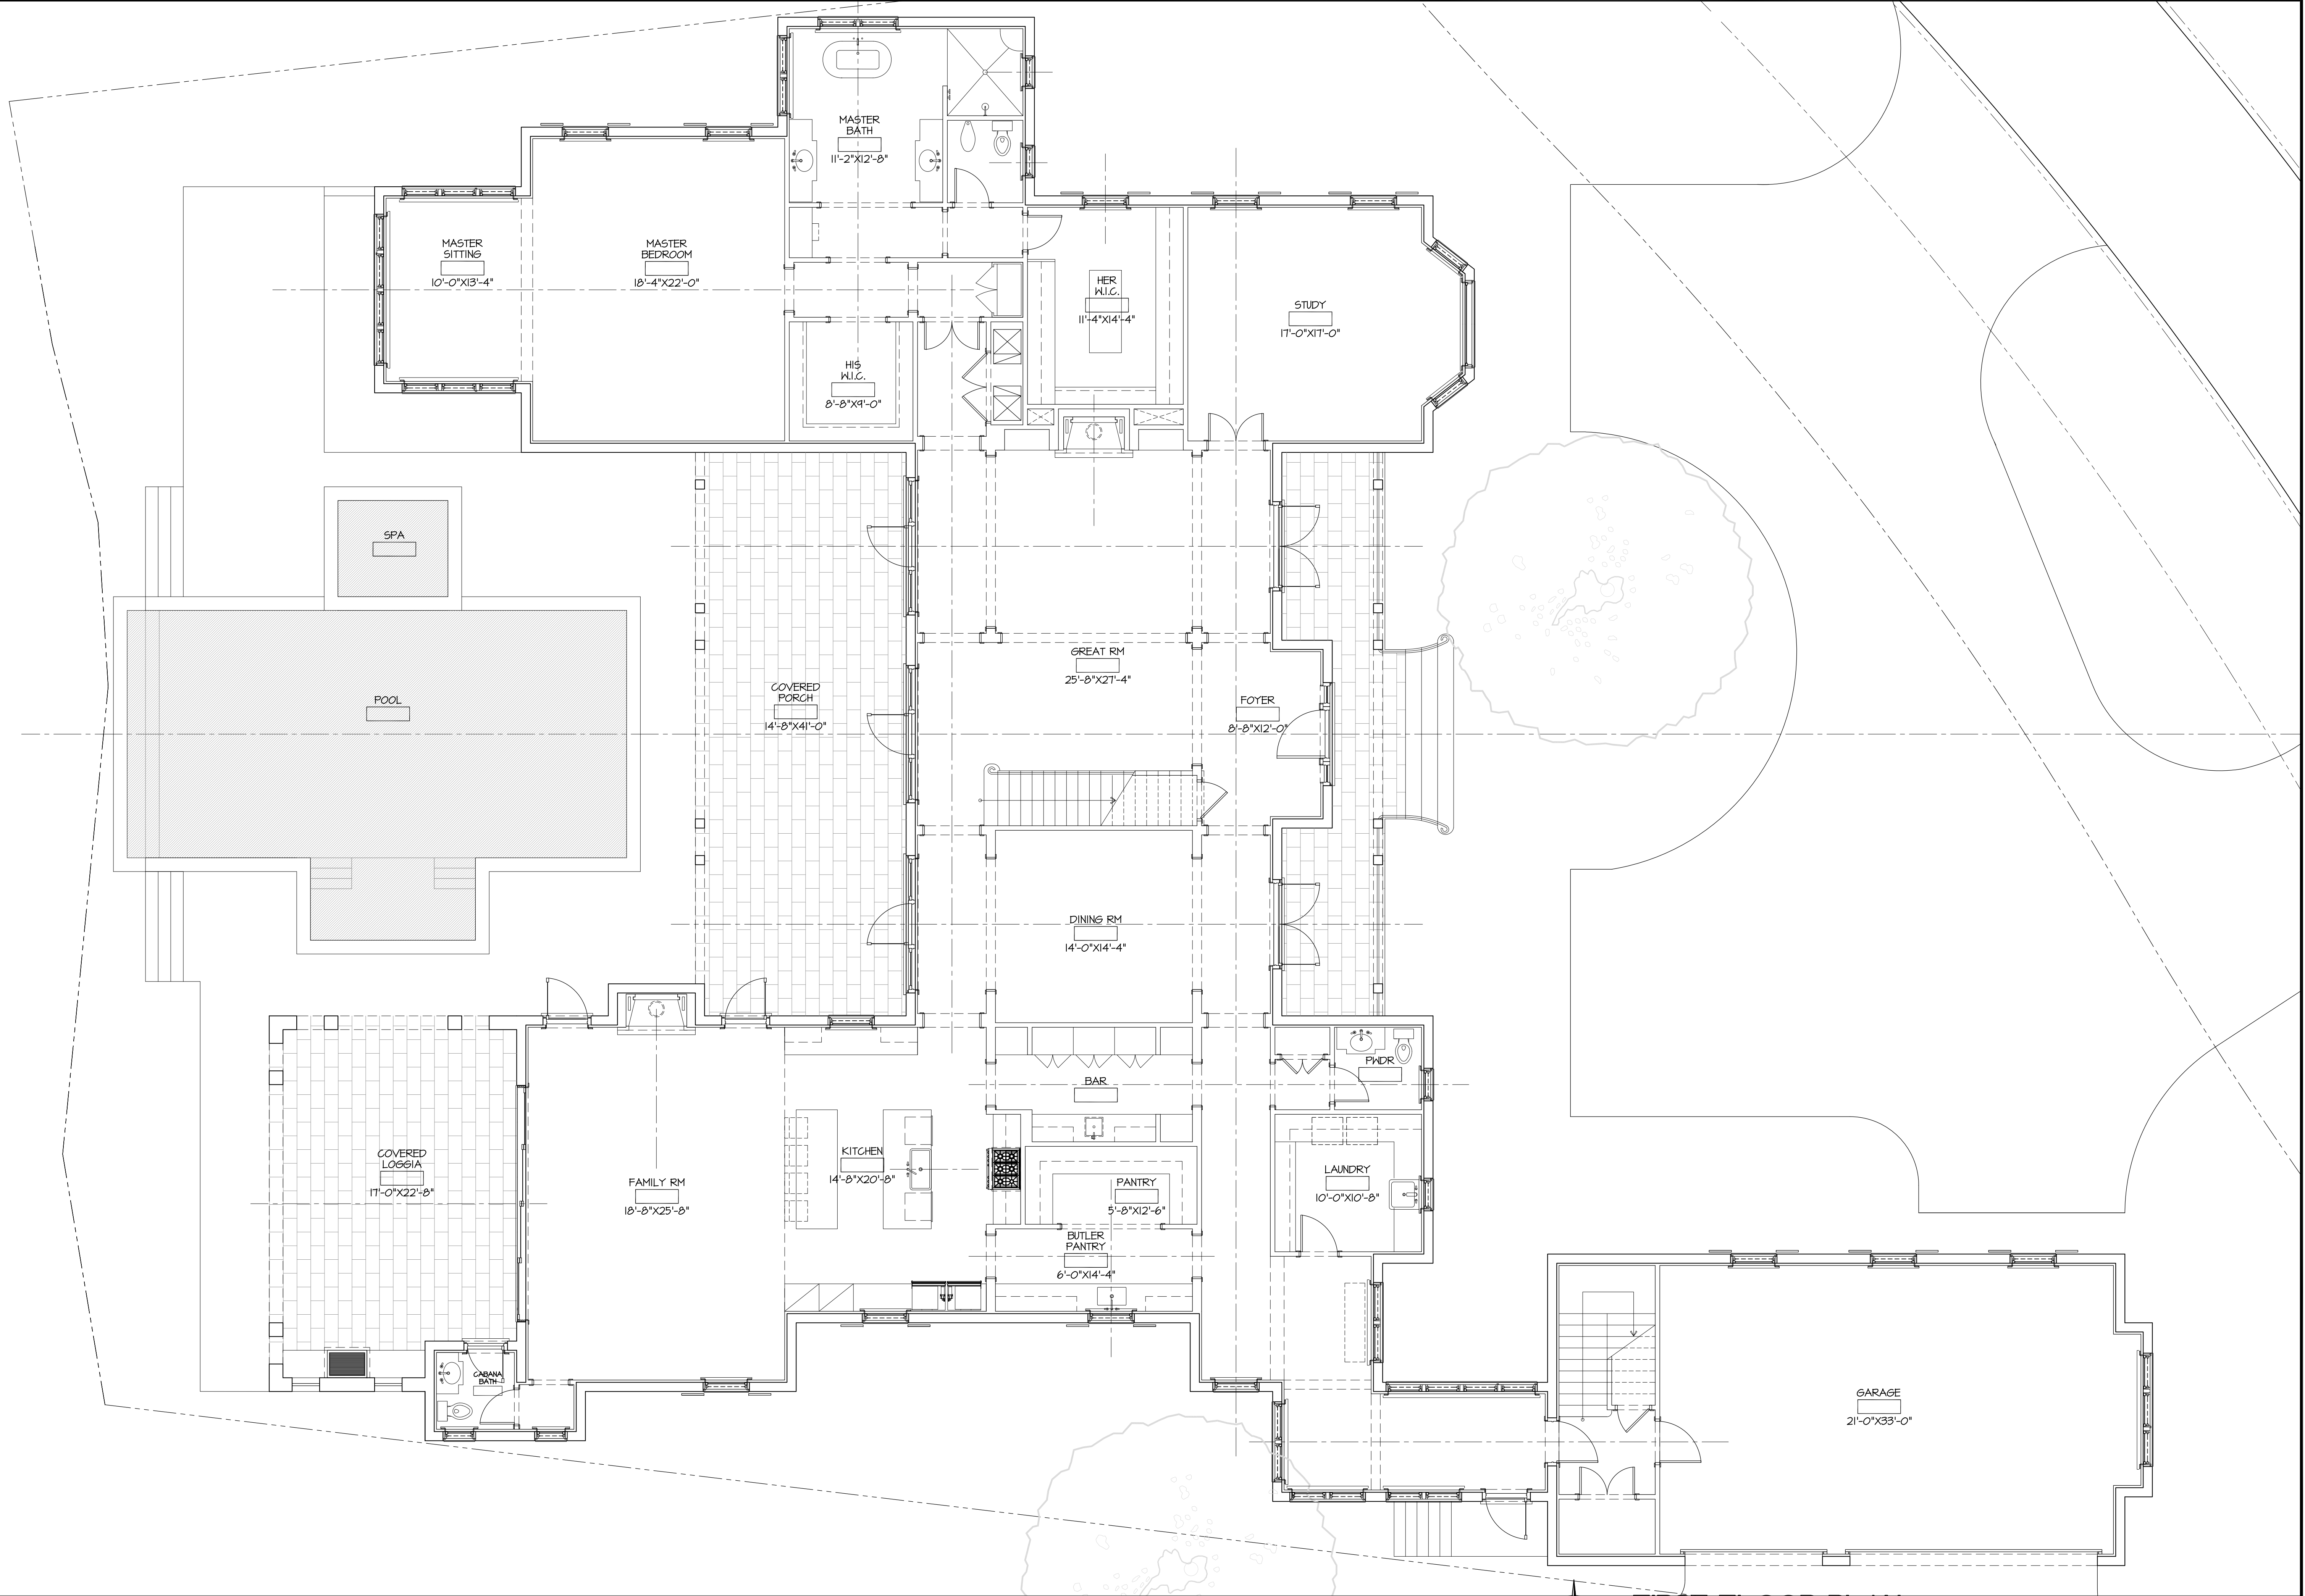 MASTER
BATH
11'-2"X12'-8"
MASTER
SITTING
10'-0"X13'-4"
MASTER
BEDROOM
18'-4"X22'-0"
HER
W.I.C.
11'-4"X14'-4"
STUDY
17'-0"X17'-0"
HIS
W.I.C.
8'-8"X9'-0"
SPA
POOL
COVERED
PORCH
14'-8"X41'-0"
GREAT RM
25'-8"X27'-4"
FOYER
8'-8"X12'-0"
DINING RM
14'-0"X14'-4"
BAR
PWDR
COVERED
LOGGIA
17'-0"X22'-8"
FAMILY RM
18'-8"X25'-8"
KITCHEN
14'-8"X20'-8"
PANTRY
5'-8"X12'-6"
LAUNDRY
10'-0"X10'-8"
BUTLER
PANTRY
6'-0"X14'-4"
CABANA
BATH
GARAGE
21'-0"X33'-0"